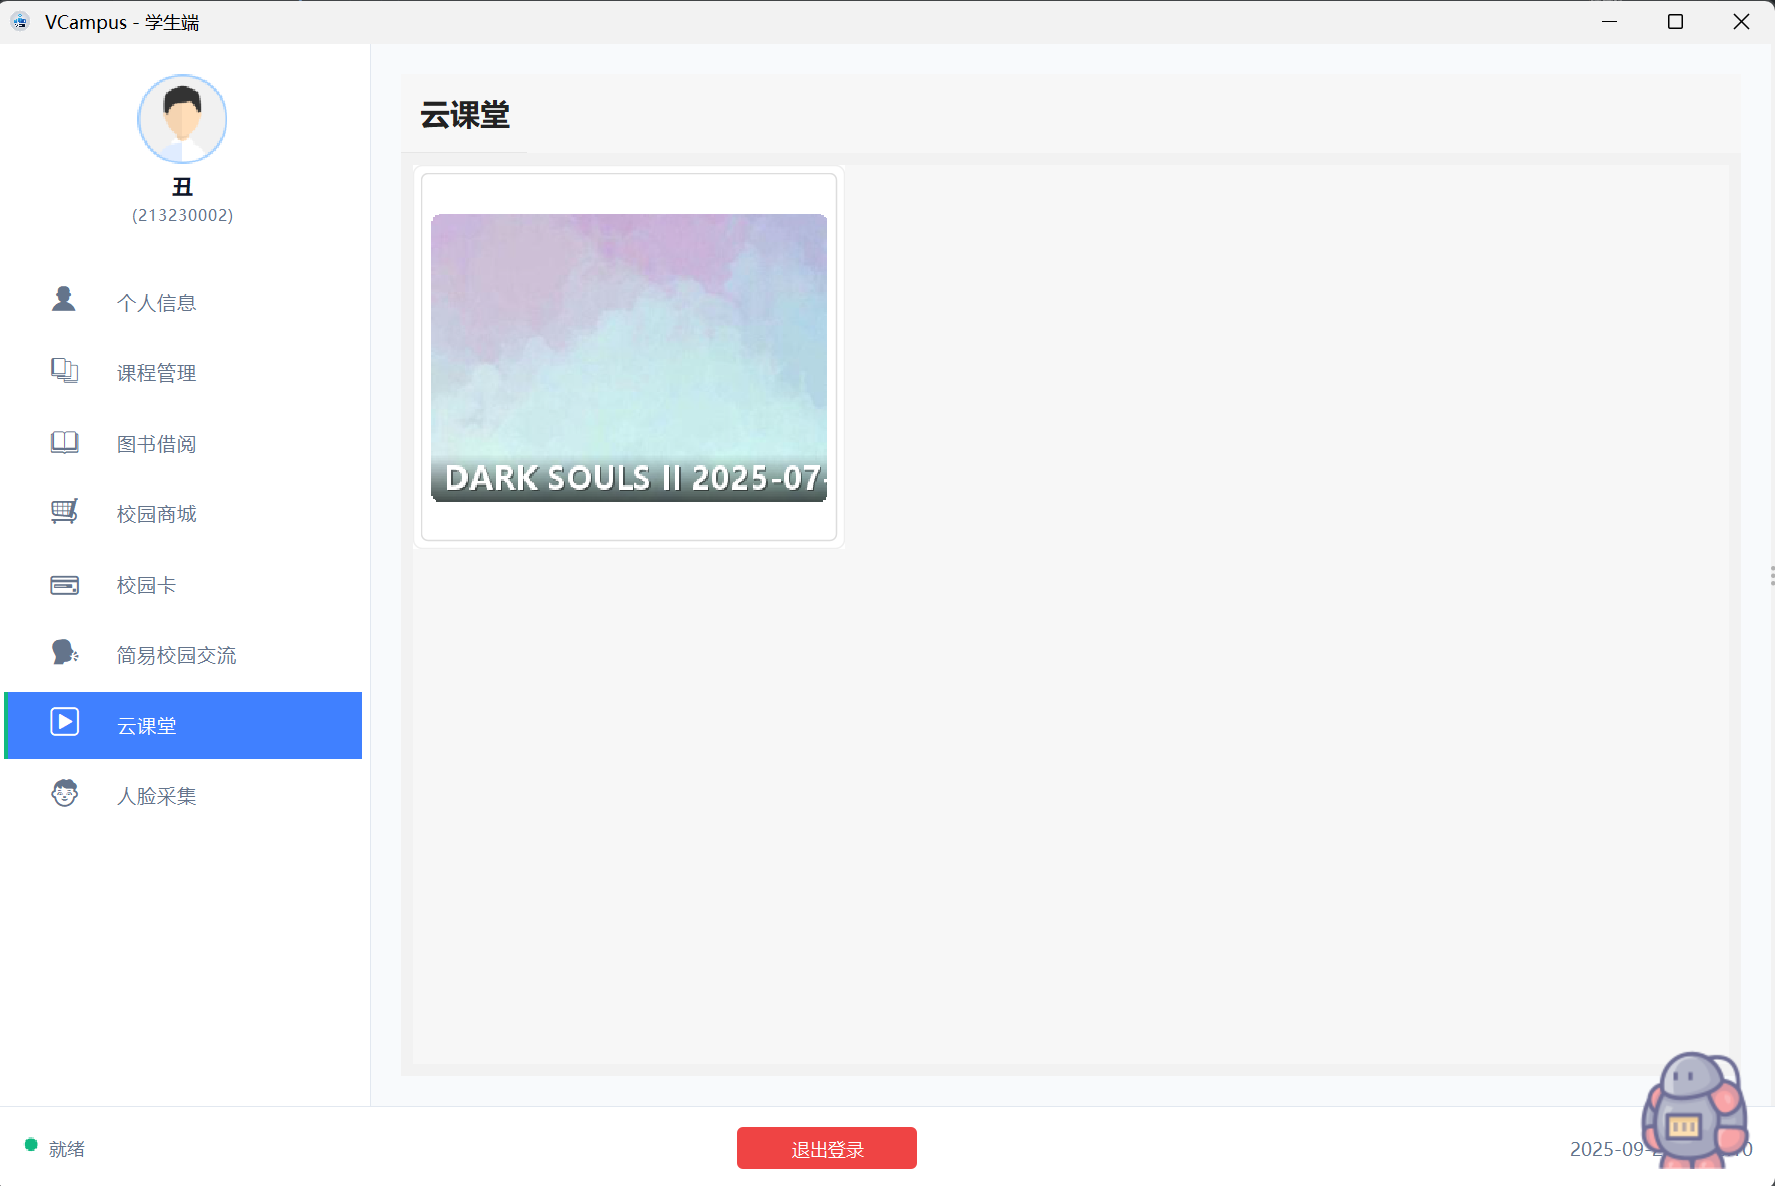 VCampus - 学生端
丑
(213230002)
个人信息
课程管理
图书借阅
校园商城
校园卡
简易校园交流
云课堂
人脸采集
云课堂
DARK SOULS II 2025-07-
就绪
退出登录
2025-09-